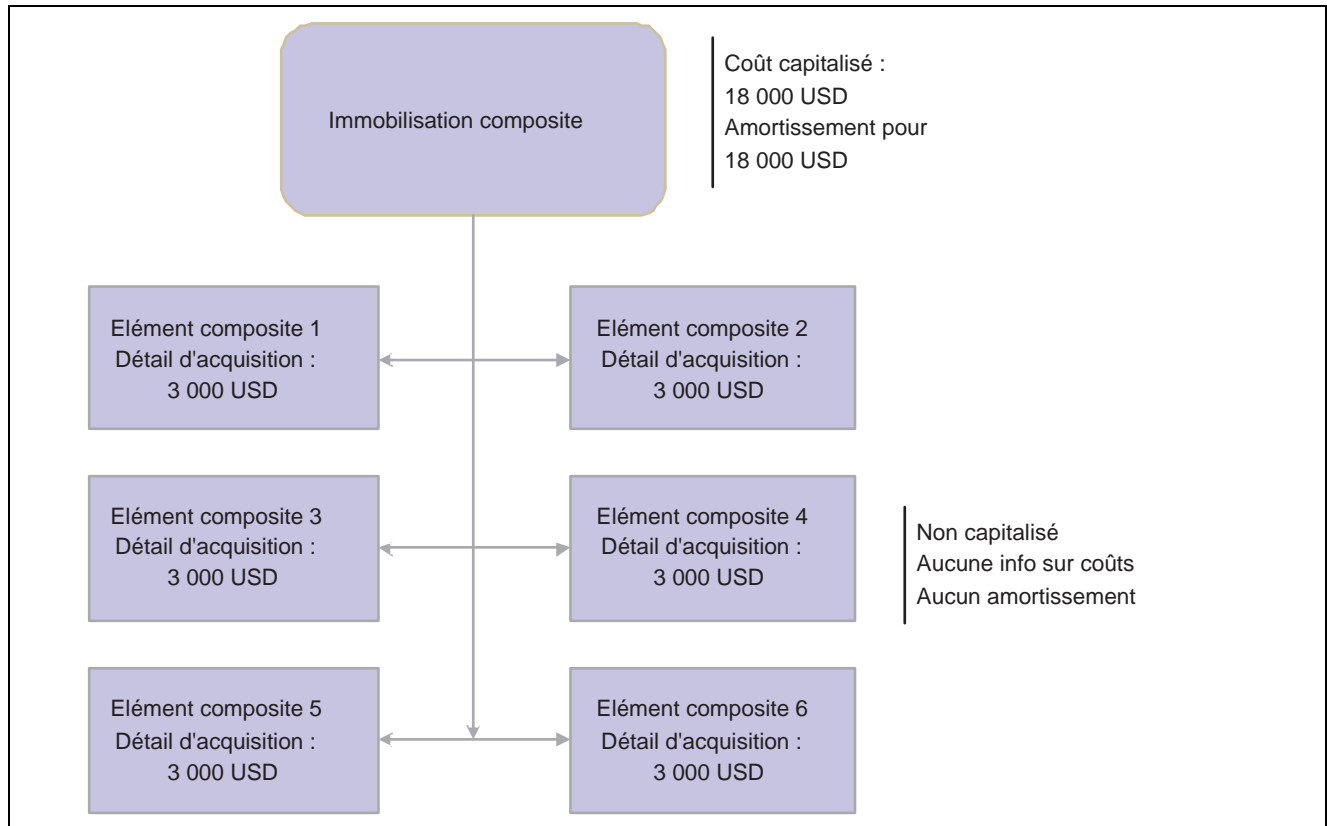 Immobilisation composite
Coût capitalisé :
18 000 USD
Amortissement pour
18 000 USD
Elément composite 1
Détail d'acquisition :
3 000 USD
Elément composite 2
Détail d'acquisition :
3 000 USD
Elément composite 3
Détail d'acquisition :
3 000 USD
Elément composite 4
Détail d'acquisition :
3 000 USD
Non capitalisé
Aucune info sur coûts
Aucun amortissement
Elément composite 5
Détail d'acquisition :
3 000 USD
Elément composite 6
Détail d'acquisition :
3 000 USD